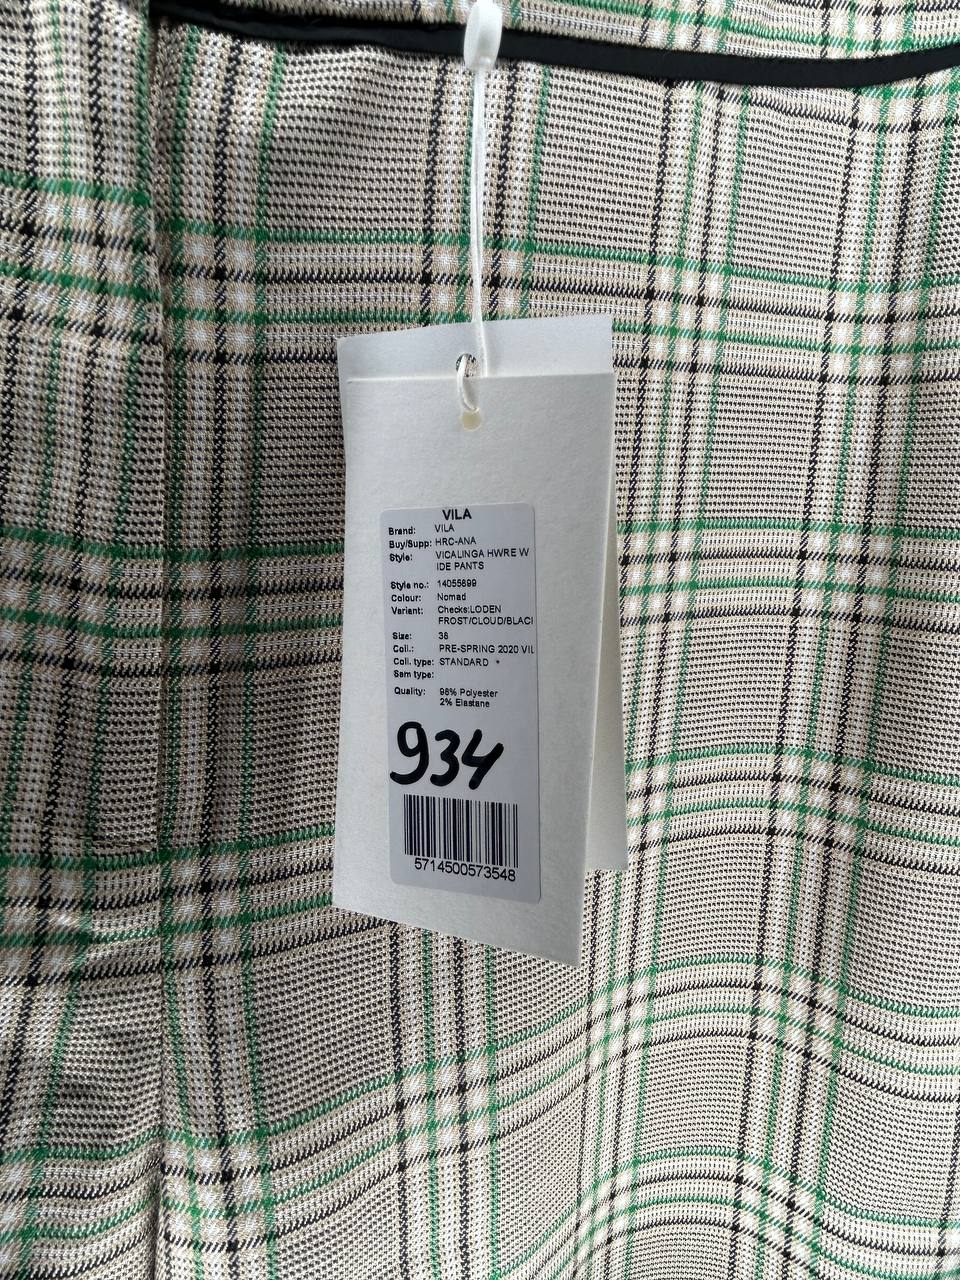 VILA
Brand: VILA
Buy/Supp: HRC-ANA
Style: VICALINGA HWRE W
IDE PANTS
Style no.: 14055899
Colour: Nomad
Variant: Checks:LODEN
FROST/CLOUD/BLACI
Size: 38
Coll.: PRE-SPRING 2020 VIL
Coll. type: STANDARD *
Sam type:
Quality: 98% Polyester
2% Elastane
934
5714500573548